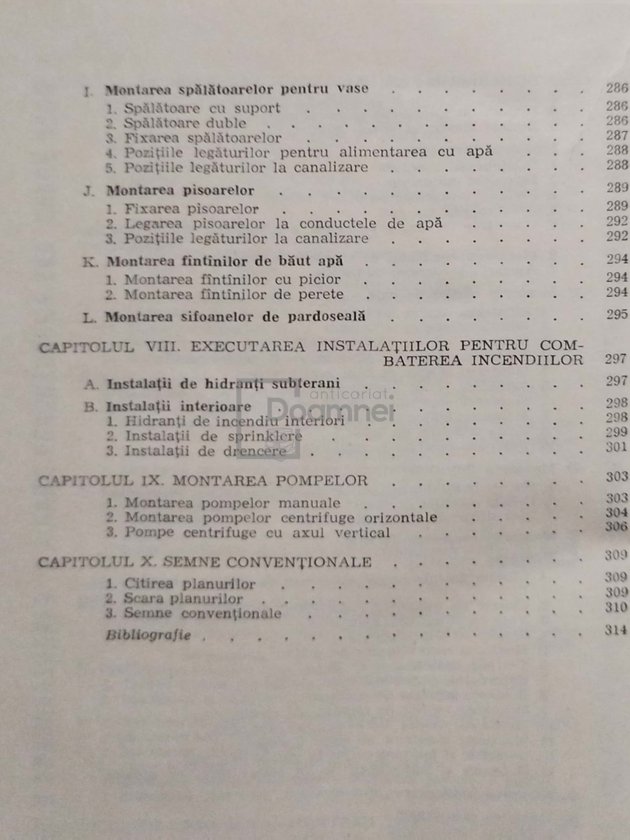 I. Montarea spălătoarelor pentru vase . . . . . . . . 286
1. Spălătoare cu suport . . . . . . . . . . . 286
2. Spălătoare duble . . . . . . . . . . . . 286
3. Fixarea spălătoarelor . . . . . . . . . . . 287
4. Pozițiile legăturilor pentru alimentarea cu apă . . . 288
5. Pozițiile legăturilor la canalizare . . . . . . . . 288
J. Montarea pisoarelor . . . . . . . . . . . . 289
1. Fixarea pisoarelor . . . . . . . . . . . . 289
2. Legarea pisoarelor la conductele de apă . . . . . 292
3. Pozițiile legăturilor la canalizare . . . . . . . . 292
K. Montarea fîntînilor de băut apă . . . . . . . . . 294
1. Montarea fîntînilor cu picior . . . . . . . . . 294
2. Montarea fîntînilor de perete . . . . . . . . . 294
L. Montarea sifoanelor de pardoseală . . . . . . . . 295
CAPITOLUL VIII. EXECUTAREA INSTALAȚIILOR PENTRU COM-
BATEREA INCENDIILOR 297
A. Instalații de hidranți subterani . . . . . . . . . 297
anticariat
Doamnei
B. Instalații interioare . . . . . . . . . . . . 298
1. Hidranți de incendiu interiori . . . . . . . . . 298
2. Instalații de sprinklere . . . . . . . . . . . 299
3. Instalații de drencere . . . . . . . . . . . 301
CAPITOLUL IX. MONTAREA POMPELOR . . . . . . . . 303
1. Montarea pompelor manuale . . . . . . . . . 303
2. Montarea pompelor centrifuge orizontale . . . . . . 304
3. Pompe centrifuge cu axul vertical . . . . . . . . 306
CAPITOLUL X. SEMNE CONVENȚIONALE . . . . . . . . 309
1. Citirea planurilor . . . . . . . . . . . . 309
2. Scara planurilor . . . . . . . . . . . . . 309
3. Semne convenționale . . . . . . . . . . . 310
Bibliografie . . . . . . . . . . . . . . . 314